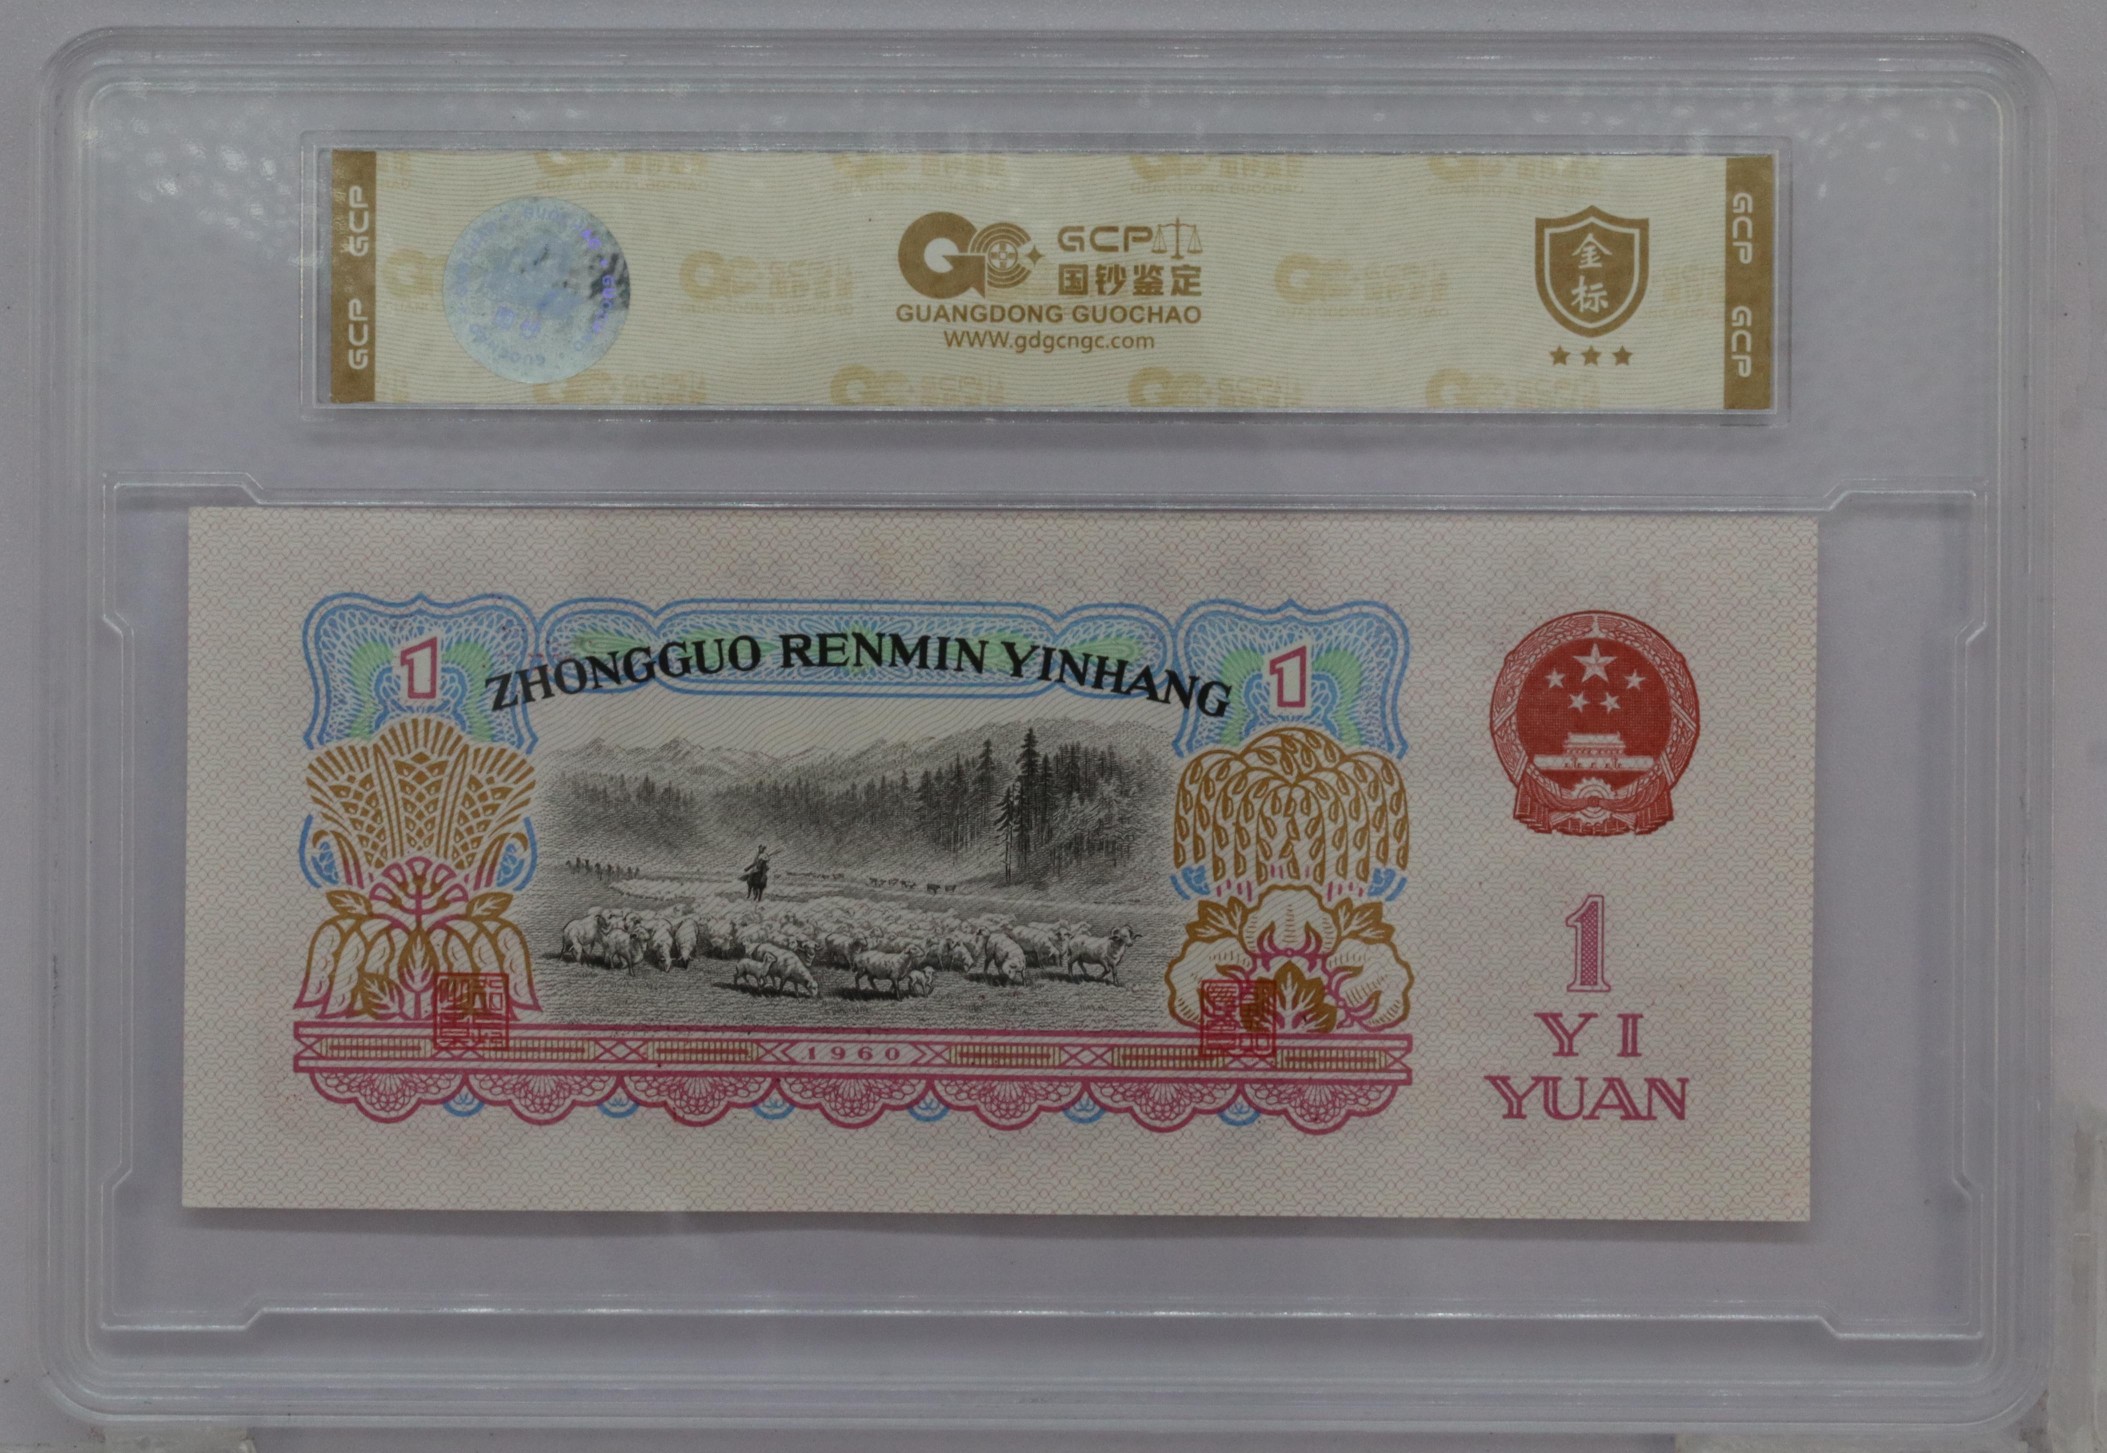 GCP GCP
GCP
国钞鉴定
GUANGDONG GUOCHAO
www.gdgcngc.com
金标
GCP GCP
1
ZHONGGUO RENMIN YINHANG
1
1960
1
YI
YUAN